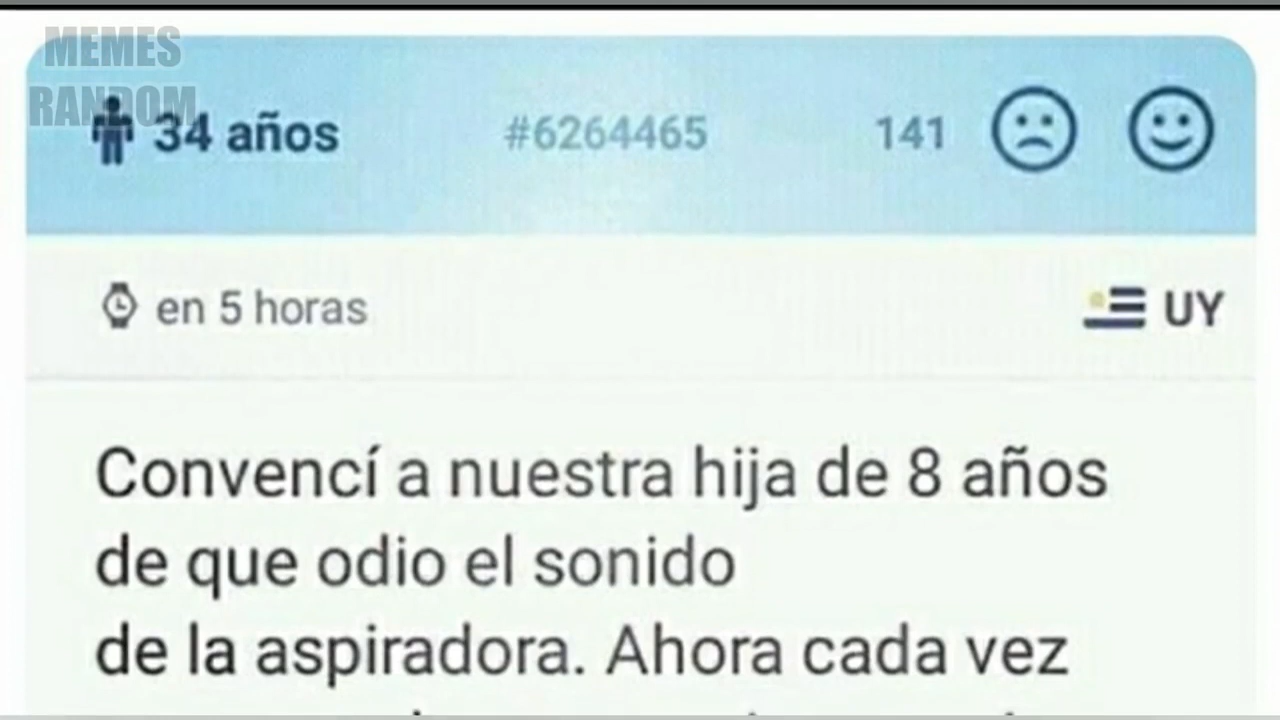 MEMES
RANDOM
34 años #6264465 141
en 5 horas UY
Convencí a nuestra hija de 8 años
de que odio el sonido
de la aspiradora. Ahora cada vez